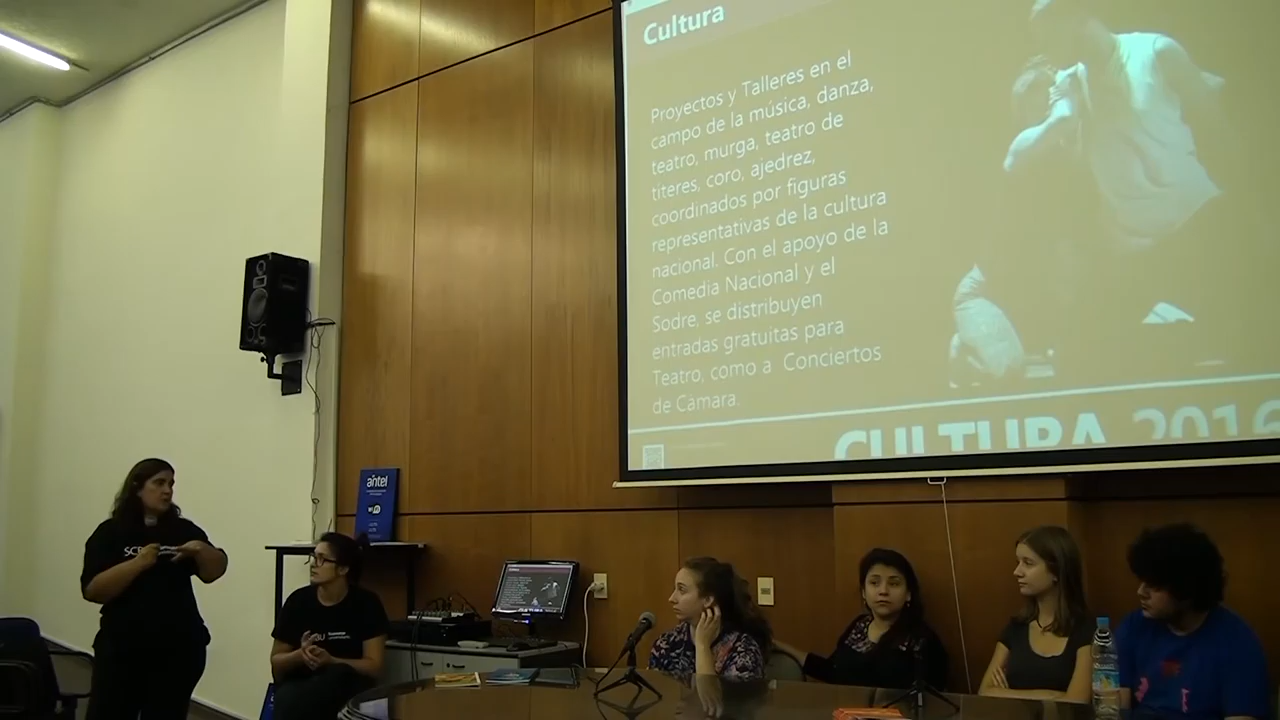 Cultura
Proyectos y Talleres en el
campo de la música, danza,
teatro, murga, teatro de
títeres, coro, ajedrez,
coordinados por figuras
representativas de la cultura
nacional. Con el apoyo de la
Comedia Nacional y el
Sodre, se distribuyen
entradas gratuitas para
Teatro, como a Conciertos
de Càmara.
CULTURA 2016
antel